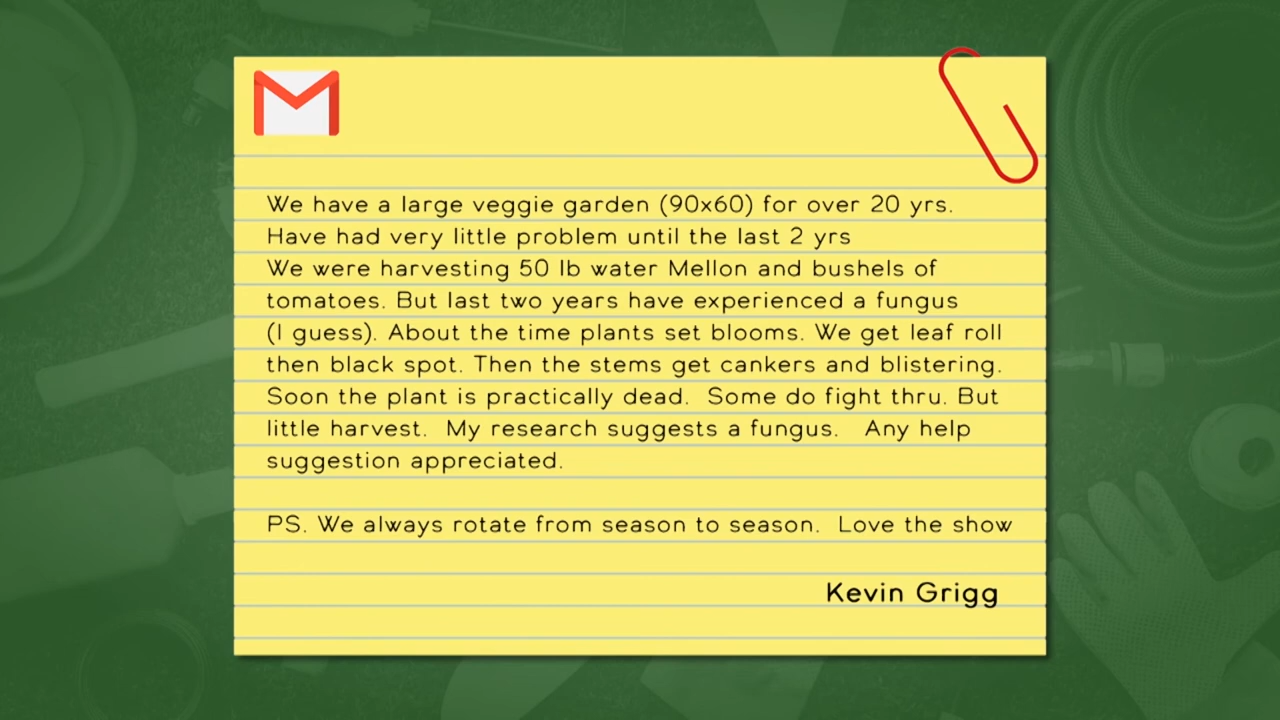 We have a large veggie garden (90x60) for over 20 yrs.
Have had very little problem until the last 2 yrs
We were harvesting 50 lb water Mellon and bushels of
tomatoes. But last two years have experienced a fungus
(I guess). About the time plants set blooms. We get leaf roll
then black spot. Then the stems get cankers and blistering.
Soon the plant is practically dead.  Some do fight thru. But
little harvest.  My research suggests a fungus.   Any help
suggestion appreciated.
PS. We always rotate from season to season.  Love the show
Kevin Grigg